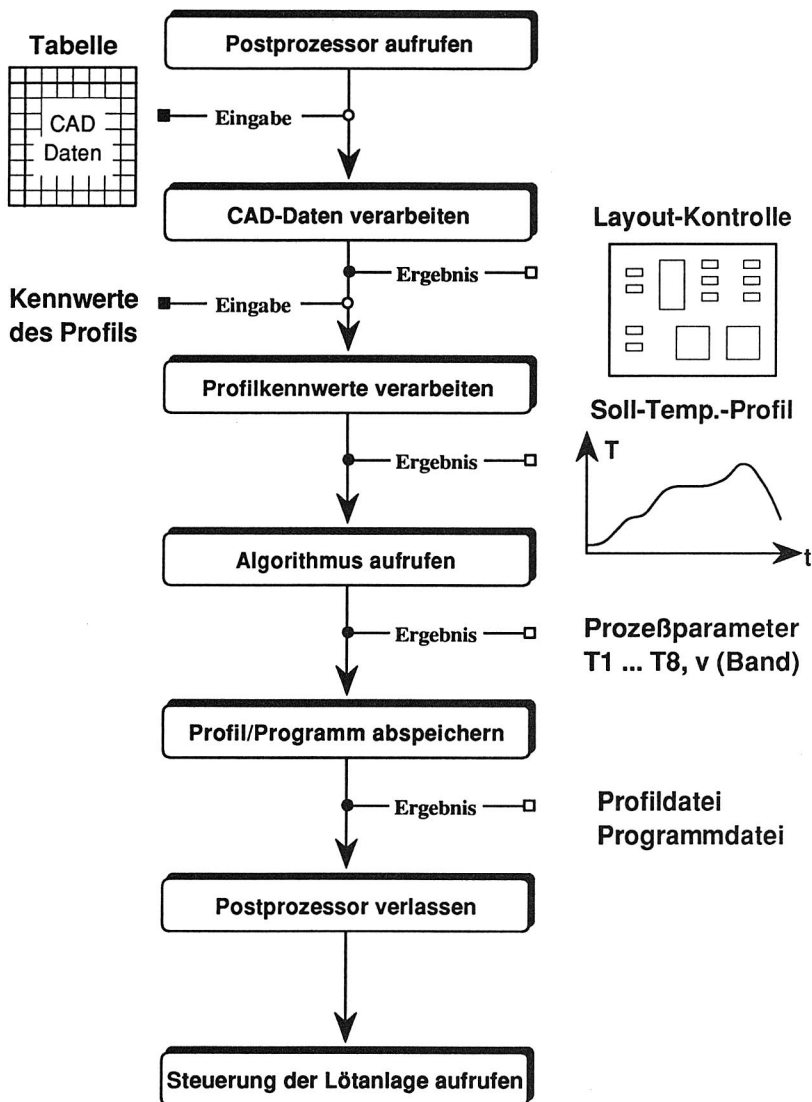 Postprozessor aufrufen
Tabelle
CAD
Daten
Eingabe
CAD-Daten verarbeiten
Layout-Kontrolle
Ergebnis
Kennwerte
des Profils
Eingabe
Profilkennwerte verarbeiten
Soll-Temp.-Profil
T
t
Ergebnis
Algorithmus aufrufen
Ergebnis
Prozeßparameter
T1 ... T8, v (Band)
Profil/Programm abspeichern
Ergebnis
Profildatei
Programmdatei
Postprozessor verlassen
Steuerung der Lötanlage aufrufen